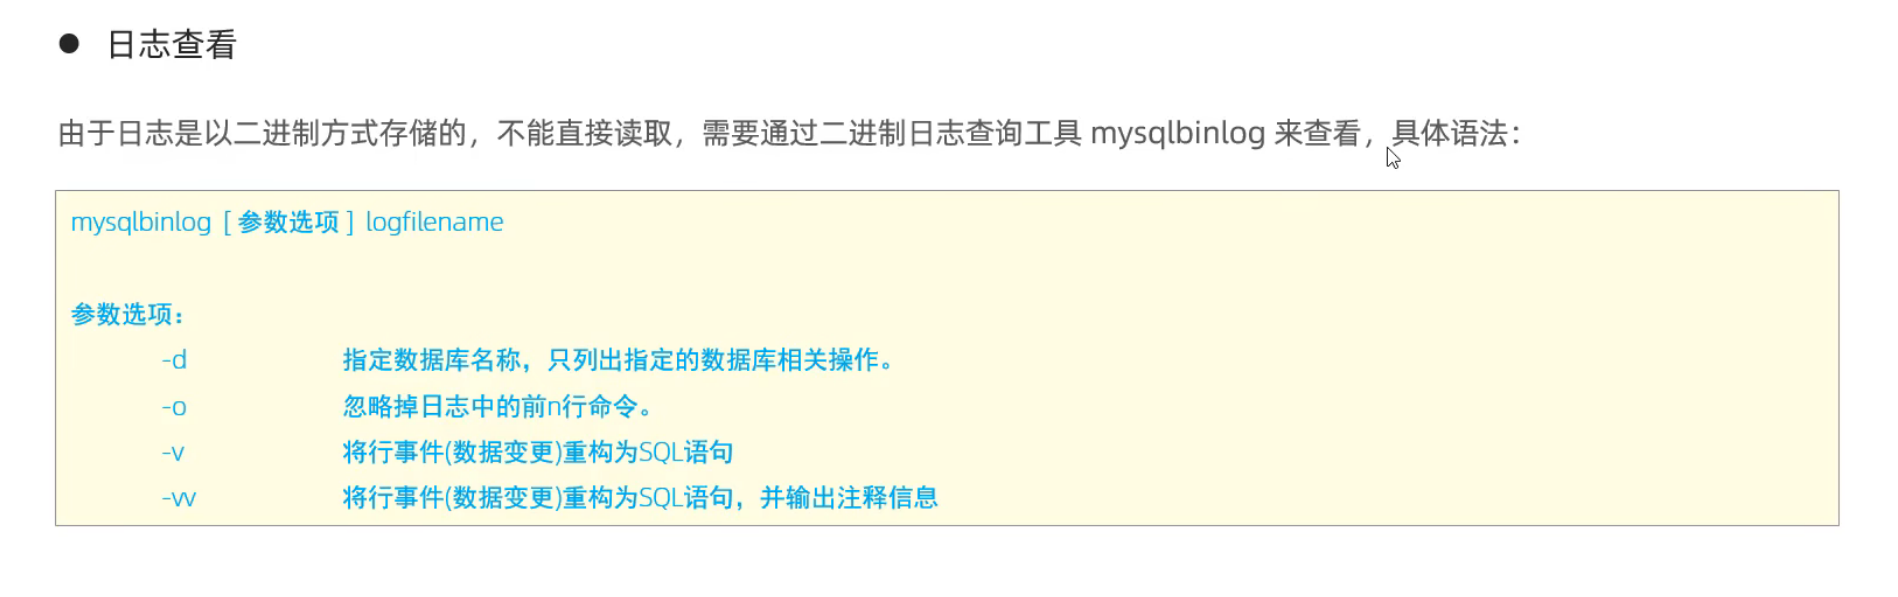 ● 日志查看
由于日志是以二进制方式存储的，不能直接读取，需要通过二进制日志查询工具 mysqlbinlog 来查看，具体语法：
mysqlbinlog [ 参数选项 ] logfilename
参数选项：
-d 指定数据库名称，只列出指定的数据库相关操作。
-o 忽略掉日志中的前n行命令。
-v 将行事件(数据变更)重构为SQL语句
-vv 将行事件(数据变更)重构为SQL语句，并输出注释信息